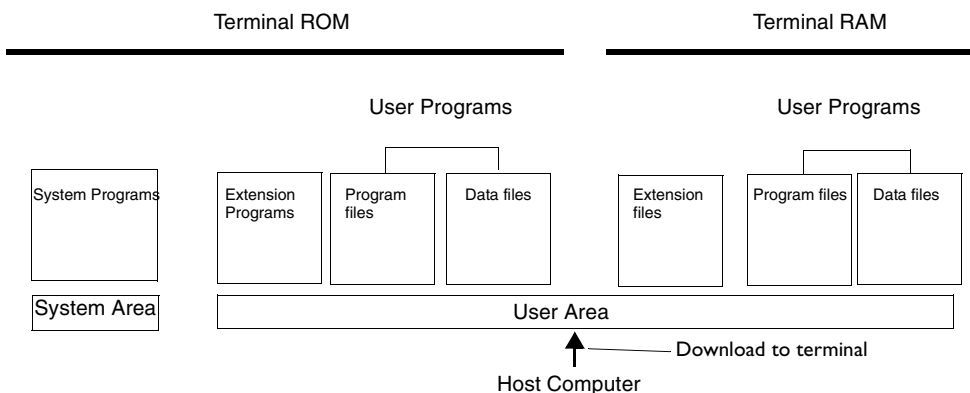 Terminal ROM
Terminal RAM
User Programs
User Programs
System Programs
Extension
Programs
Program
files
Data files
Extension
files
Program files
Data files
System Area
User Area
Download to terminal
Host Computer